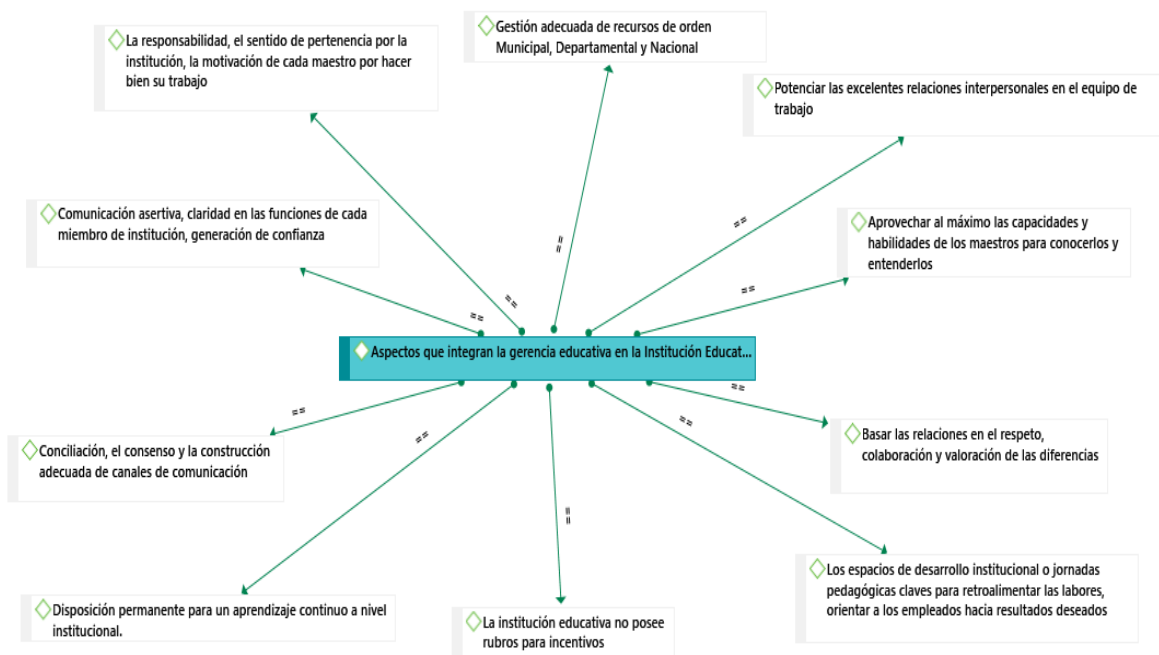 La responsabilidad, el sentido de pertenencia por la
institución, la motivación de cada maestro por hacer
bien su trabajo
Gestión adecuada de recursos de orden
Municipal, Departamental y Nacional
Potenciar las excelentes relaciones interpersonales en el equipo de
trabajo
Comunicación asertiva, claridad en las funciones de cada
miembro de institución, generación de confianza
Aprovechar al máximo las capacidades y
habilidades de los maestros para conocerlos y
entenderlos
==
==
==
==
==
Aspectos que integran la gerencia educativa en la Institución Educat...
==
==
==
==
==
Conciliación, el consenso y la construcción
adecuada de canales de comunicación
Basar las relaciones en el respeto,
colaboración y valoración de las diferencias
Disposición permanente para un aprendizaje continuo a nivel
institucional.
La institución educativa no posee
rubros para incentivos
Los espacios de desarrollo institucional o jornadas
pedagógicas claves para retroalimentar las labores,
orientar a los empleados hacia resultados deseados